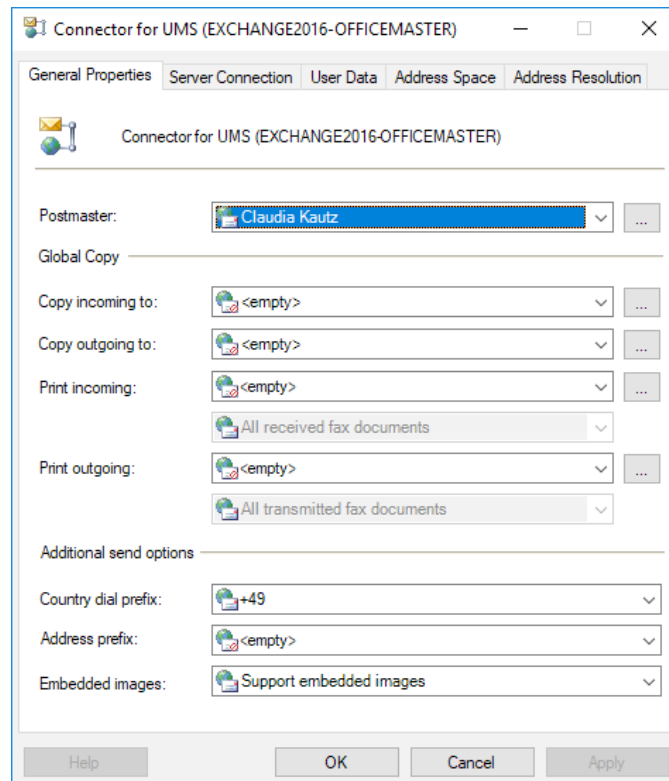 Connector for UMS (EXCHANGE2016-OFFICEMASTER)
General Properties Server Connection User Data Address Space Address Resolution
Connector for UMS (EXCHANGE2016-OFFICEMASTER)
Postmaster: Claudia Kautz ...
Global Copy
Copy incoming to: <empty> ...
Copy outgoing to: <empty> ...
Print incoming: <empty> ...
All received fax documents
Print outgoing: <empty> ...
All transmitted fax documents
Additional send options
Country dial prefix: +49
Address prefix: <empty>
Embedded images: Support embedded images
Help OK Cancel Apply